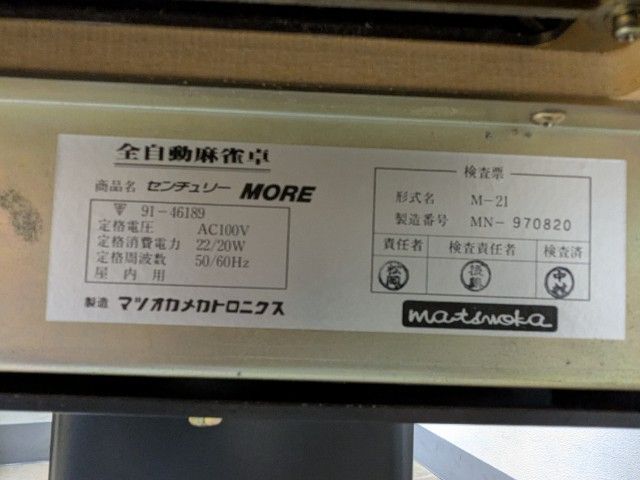 全自動麻雀卓
商品名 センチュリー MORE
91-46189
定格電圧 AC100V
定格消費電力 22/20W
定格周波数 50/60Hz
屋内用
製造 マツオカメカトロニクス
検査票
形式名 M-21
製造番号 MN-970820
責任者 検査責任者 検査済
松岡
matsuoka